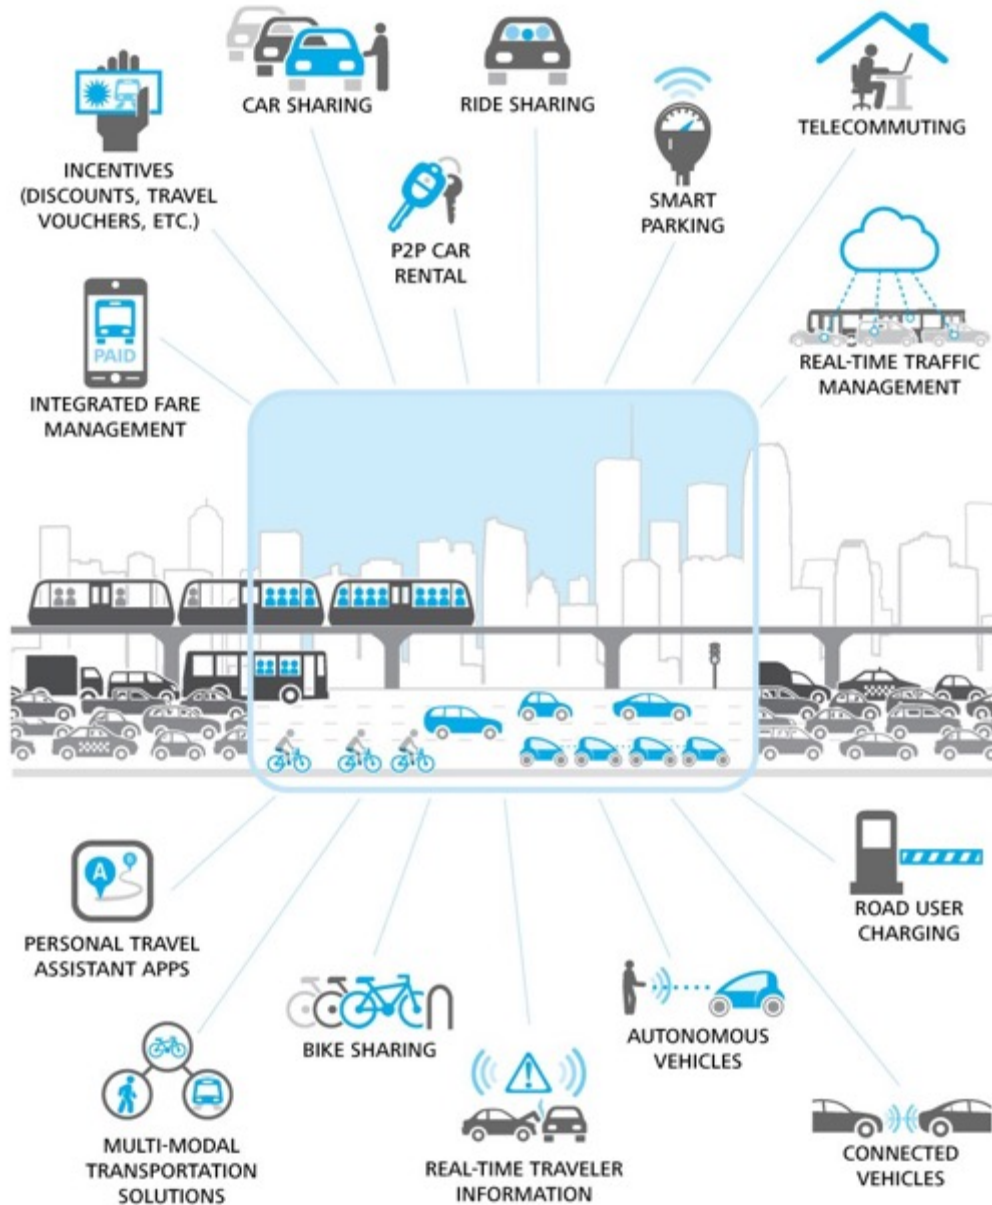 CAR SHARING
RIDE SHARING
TELECOMMUTING
INCENTIVES
(DISCOUNTS, TRAVEL
VOUCHERS, ETC.)
SMART
PARKING
P2P CAR
RENTAL
PAID
REAL-TIME TRAFFIC
MANAGEMENT
INTEGRATED FARE
MANAGEMENT
A
B
PERSONAL TRAVEL
ASSISTANT APPS
ROAD USER
CHARGING
BIKE SHARING
AUTONOMOUS
VEHICLES
MULTI-MODAL
TRANSPORTATION
SOLUTIONS
REAL-TIME TRAVELER
INFORMATION
CONNECTED
VEHICLES